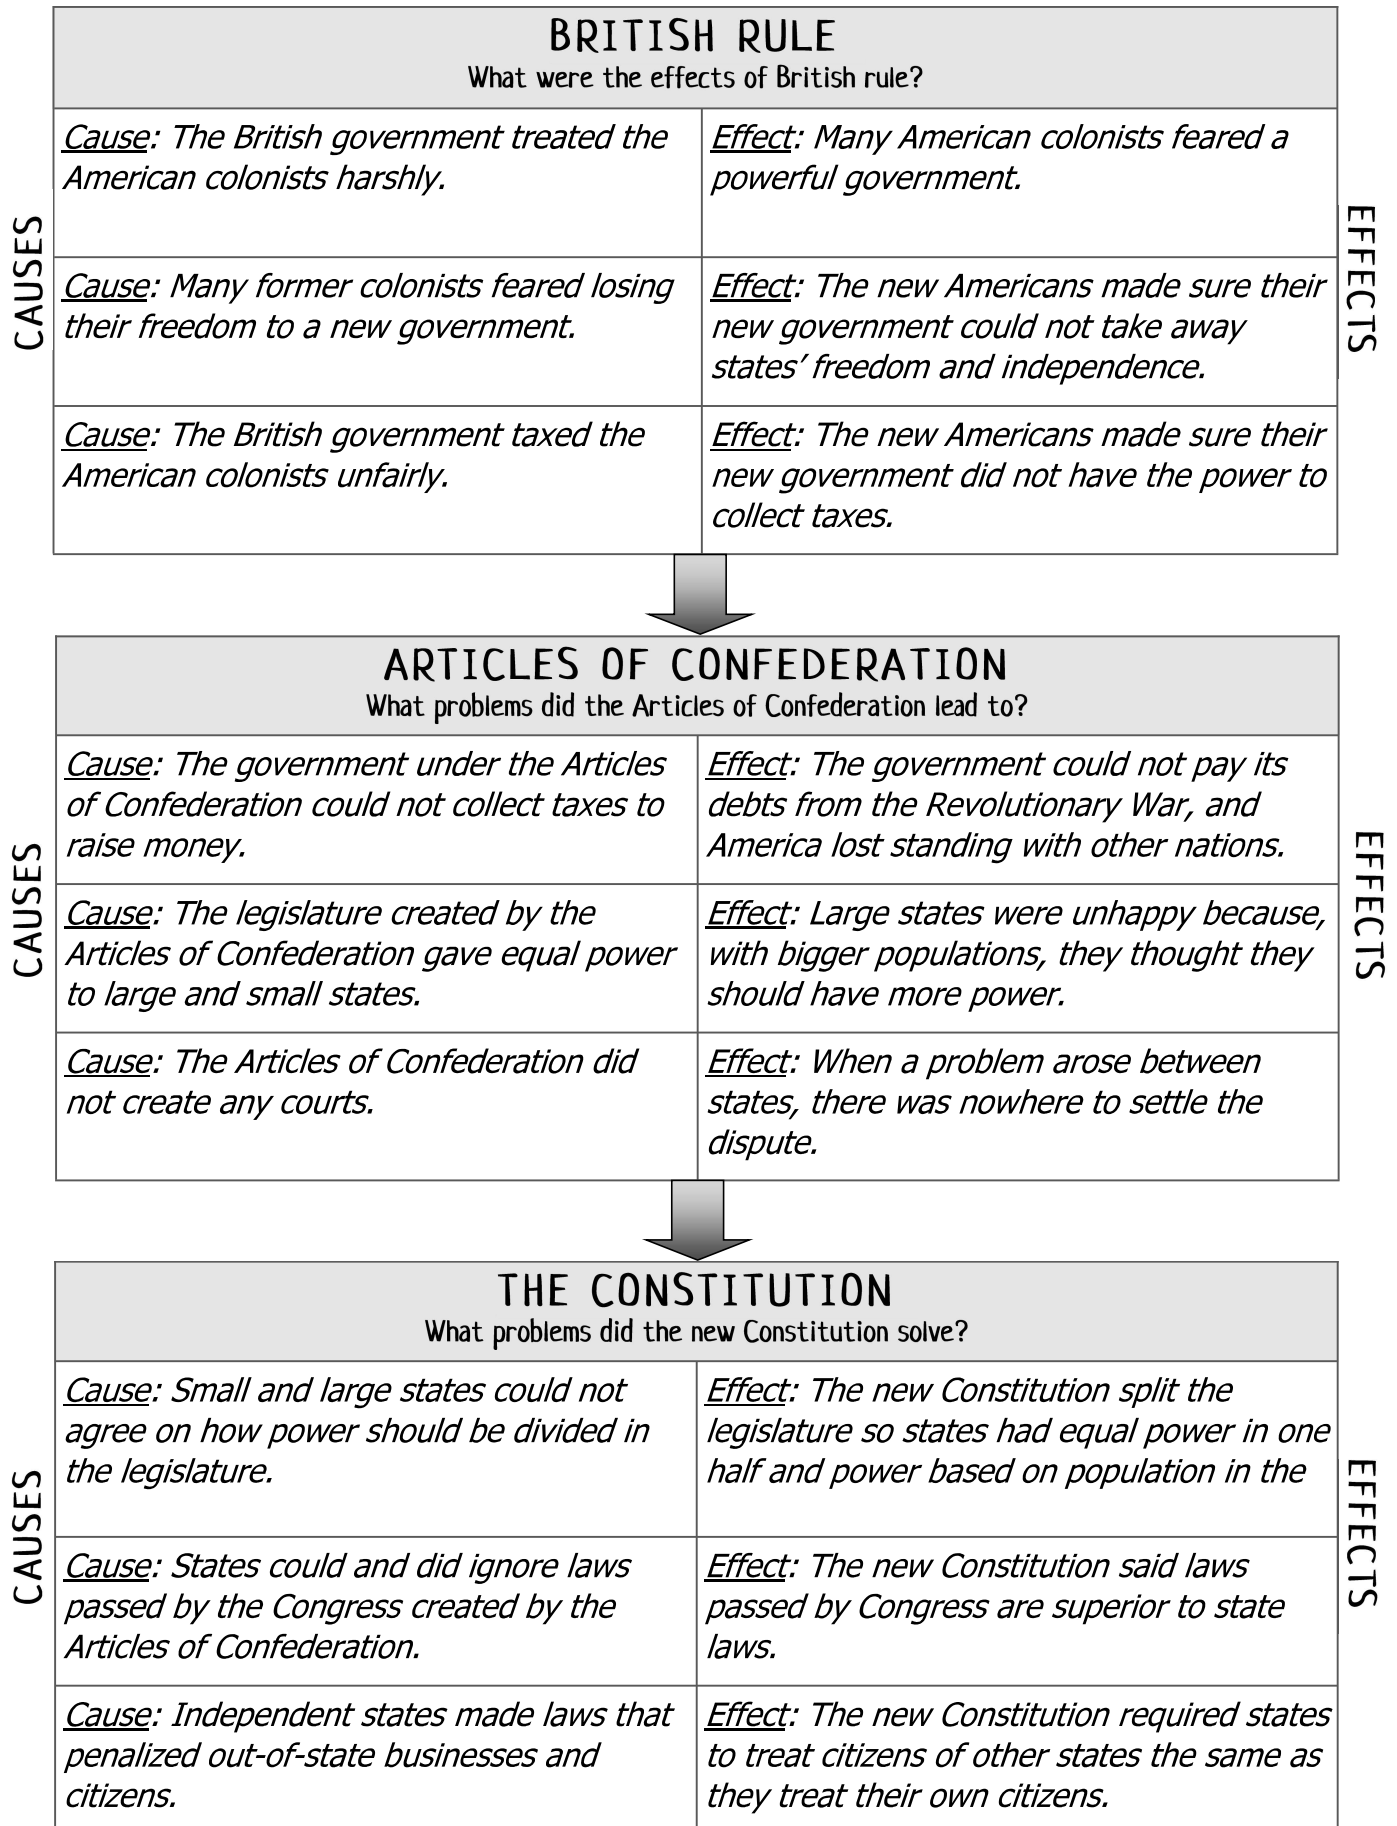 BRITISH RULE
What were the effects of British rule?
CAUSES
Cause: The British government treated the
American colonists harshly.
Effect: Many American colonists feared a
powerful government.
Cause: Many former colonists feared losing
their freedom to a new government.
Effect: The new Americans made sure their
new government could not take away
states’ freedom and independence.
Cause: The British government taxed the
American colonists unfairly.
Effect: The new Americans made sure their
new government did not have the power to
collect taxes.
EFFECTS
ARTICLES OF CONFEDERATION
What problems did the Articles of Confederation lead to?
CAUSES
Cause: The government under the Articles
of Confederation could not collect taxes to
raise money.
Effect: The government could not pay its
debts from the Revolutionary War, and
America lost standing with other nations.
Cause: The legislature created by the
Articles of Confederation gave equal power
to large and small states.
Effect: Large states were unhappy because,
with bigger populations, they thought they
should have more power.
Cause: The Articles of Confederation did
not create any courts.
Effect: When a problem arose between
states, there was nowhere to settle the
dispute.
EFFECTS
THE CONSTITUTION
What problems did the new Constitution solve?
CAUSES
Cause: Small and large states could not
agree on how power should be divided in
the legislature.
Effect: The new Constitution split the
legislature so states had equal power in one
half and power based on population in the
Cause: States could and did ignore laws
passed by the Congress created by the
Articles of Confederation.
Effect: The new Constitution said laws
passed by Congress are superior to state
laws.
Cause: Independent states made laws that
penalized out-of-state businesses and
citizens.
Effect: The new Constitution required states
to treat citizens of other states the same as
they treat their own citizens.
EFFECTS